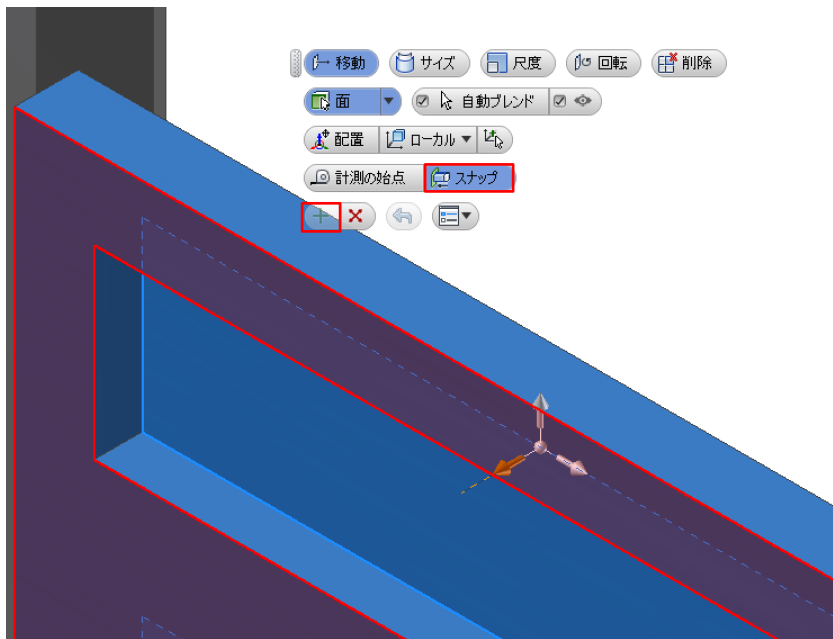 移動 サイズ 尺度 回転 削除
面 自動ブレンド
配置 ローカル
計測の始点 スナップ